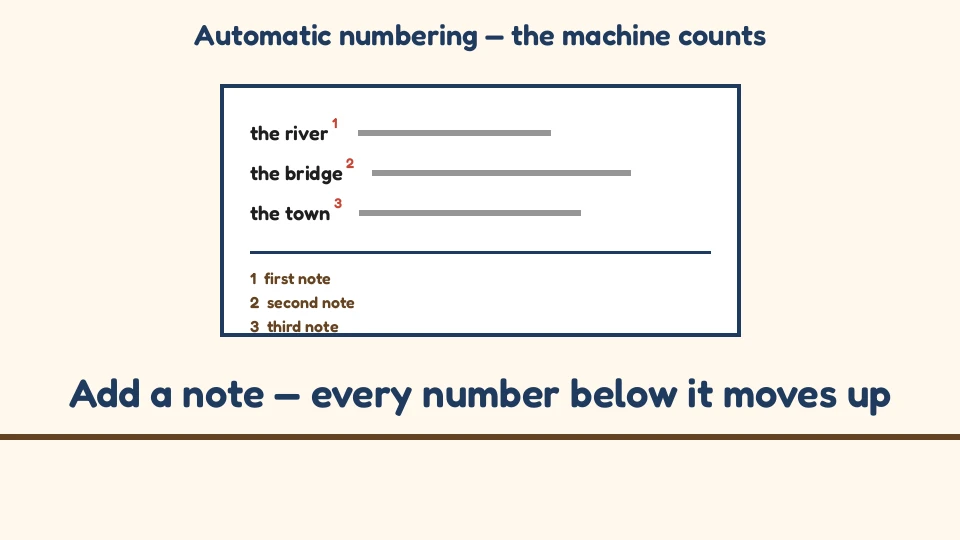 Automatic numbering — the machine counts
the river 1
the bridge 2
the town 3
1 first note
2 second note
3 third note
Add a note — every number below it moves up